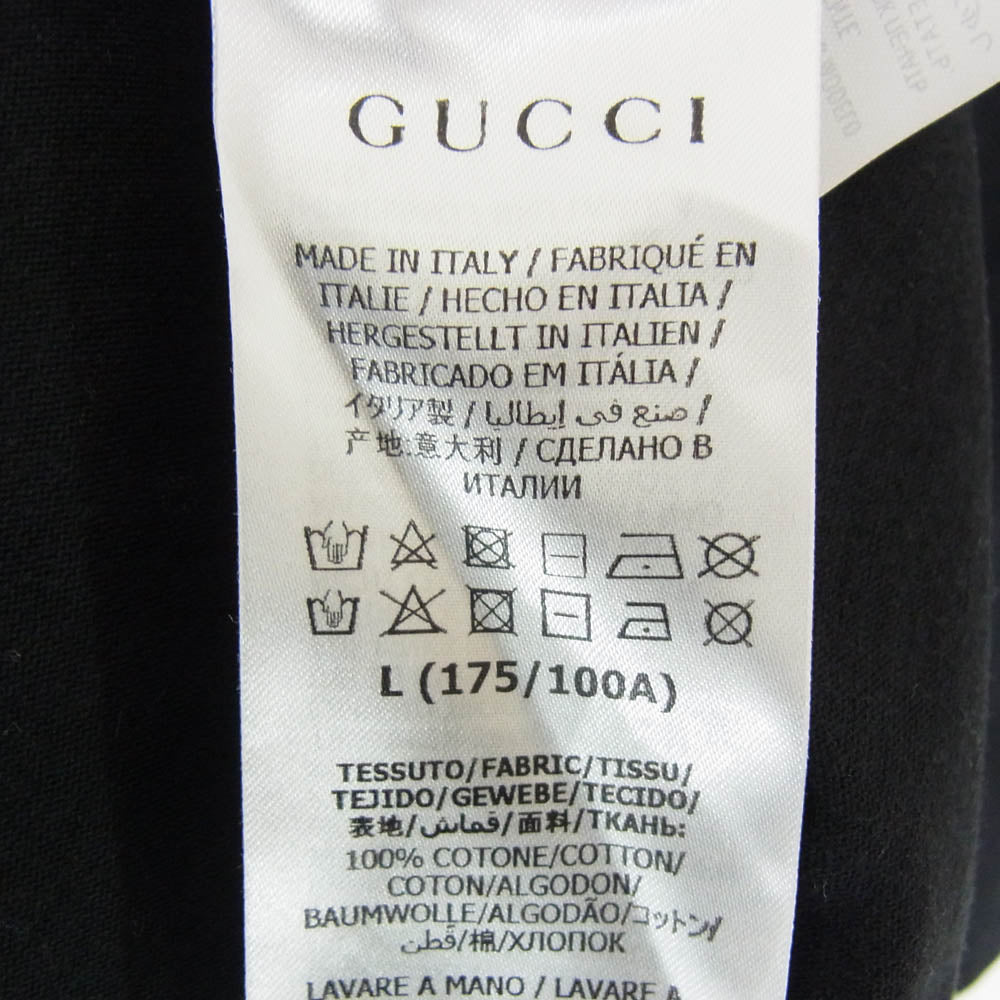 GUCCI
MADE IN ITALY / FABRIQUÉ EN
ITALIE / HECHO EN ITALIA /
HERGESTELLT IN ITALIEN /
FABRICADO EM ITÁLIA /
イタリア製 / صنع في إيطاليا /
产地:意大利 / СДЕЛАНО В
ИТАЛИИ
L (175/100A)
TESSUTO/FABRIC/TISSU/
TEJIDO/GEWEBE/TECIDO/
表地/قماش/面料/ТКАНЬ:
100% COTONE/COTTON/
COTON/ALGODON/
BAUMWOLLE/ALGODÃO/コットン/
قطن/棉/ХЛОПОК
LAVARE A MANO / LAVARE A